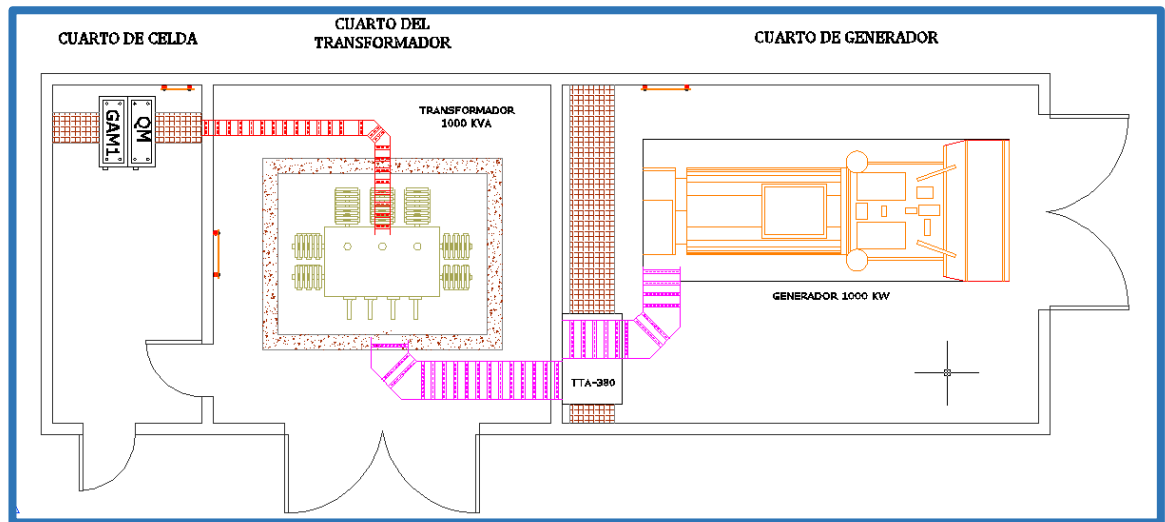 CUARTO DE CELDA
CUARTO DEL
TRANSFORMADOR
CUARTO DE GENERADOR
GAM1
QM
TRANSFORMADOR
1000 KVA
GENERADOR 1000 KW
TTA-380